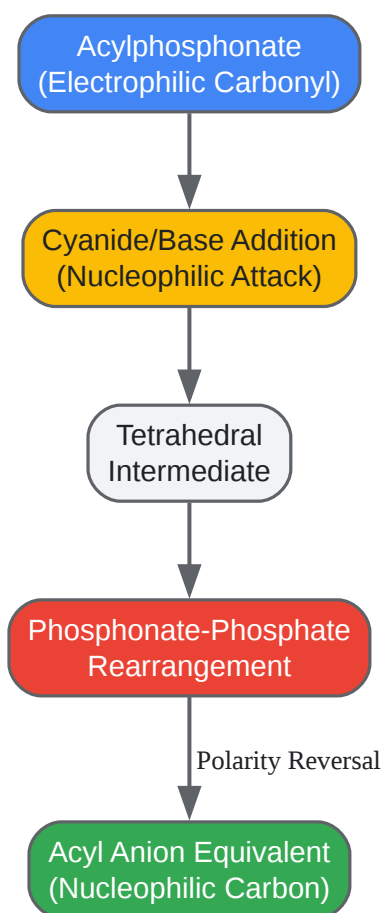 Acylphosphonate
(Electrophilic Carbonyl)
Cyanide/Base Addition
(Nucleophilic Attack)
Tetrahedral
Intermediate
Phosphonate-Phosphate
Rearrangement
Polarity Reversal
Acyl Anion Equivalent
(Nucleophilic Carbon)